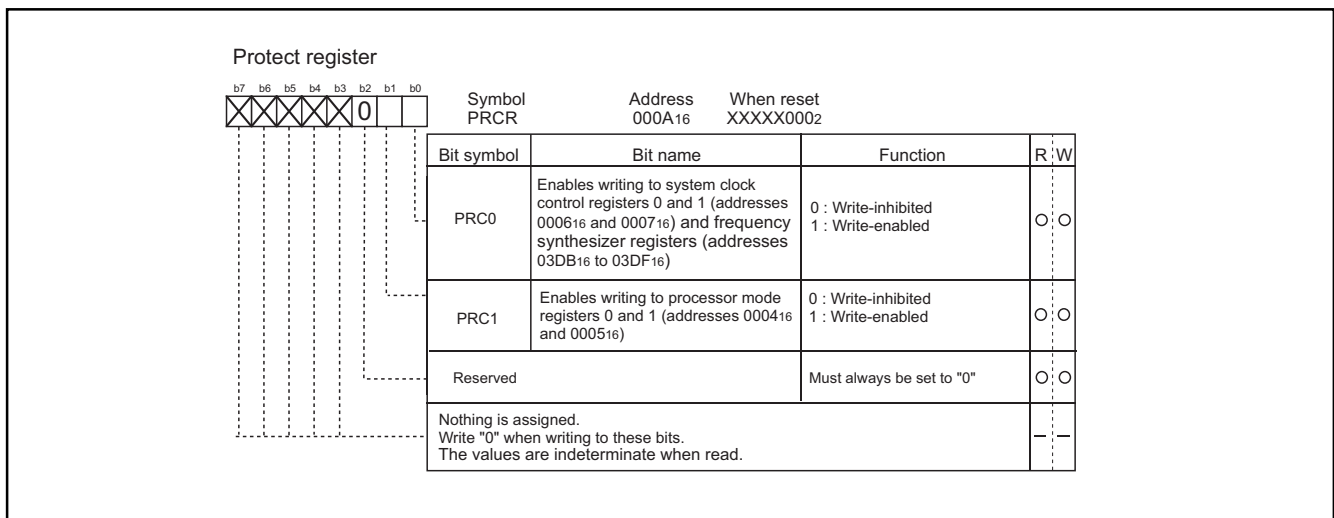 Protect register
b7 b6 b5 b4 b3 b2 b1 b0
0
Symbol Address When reset
PRCR 000A16 XXXXX0002
Bit symbol Bit name Function R W
PRC0
Enables writing to system clock
control registers 0 and 1 (addresses
000616 and 000716) and frequency
synthesizer registers (addresses
03DB16 to 03DF16)
0 : Write-inhibited
1 : Write-enabled
PRC1
Enables writing to processor mode
registers 0 and 1 (addresses 000416
and 000516)
0 : Write-inhibited
1 : Write-enabled
Reserved Must always be set to "0"
Nothing is assigned.
Write "0" when writing to these bits.
The values are indeterminate when read.